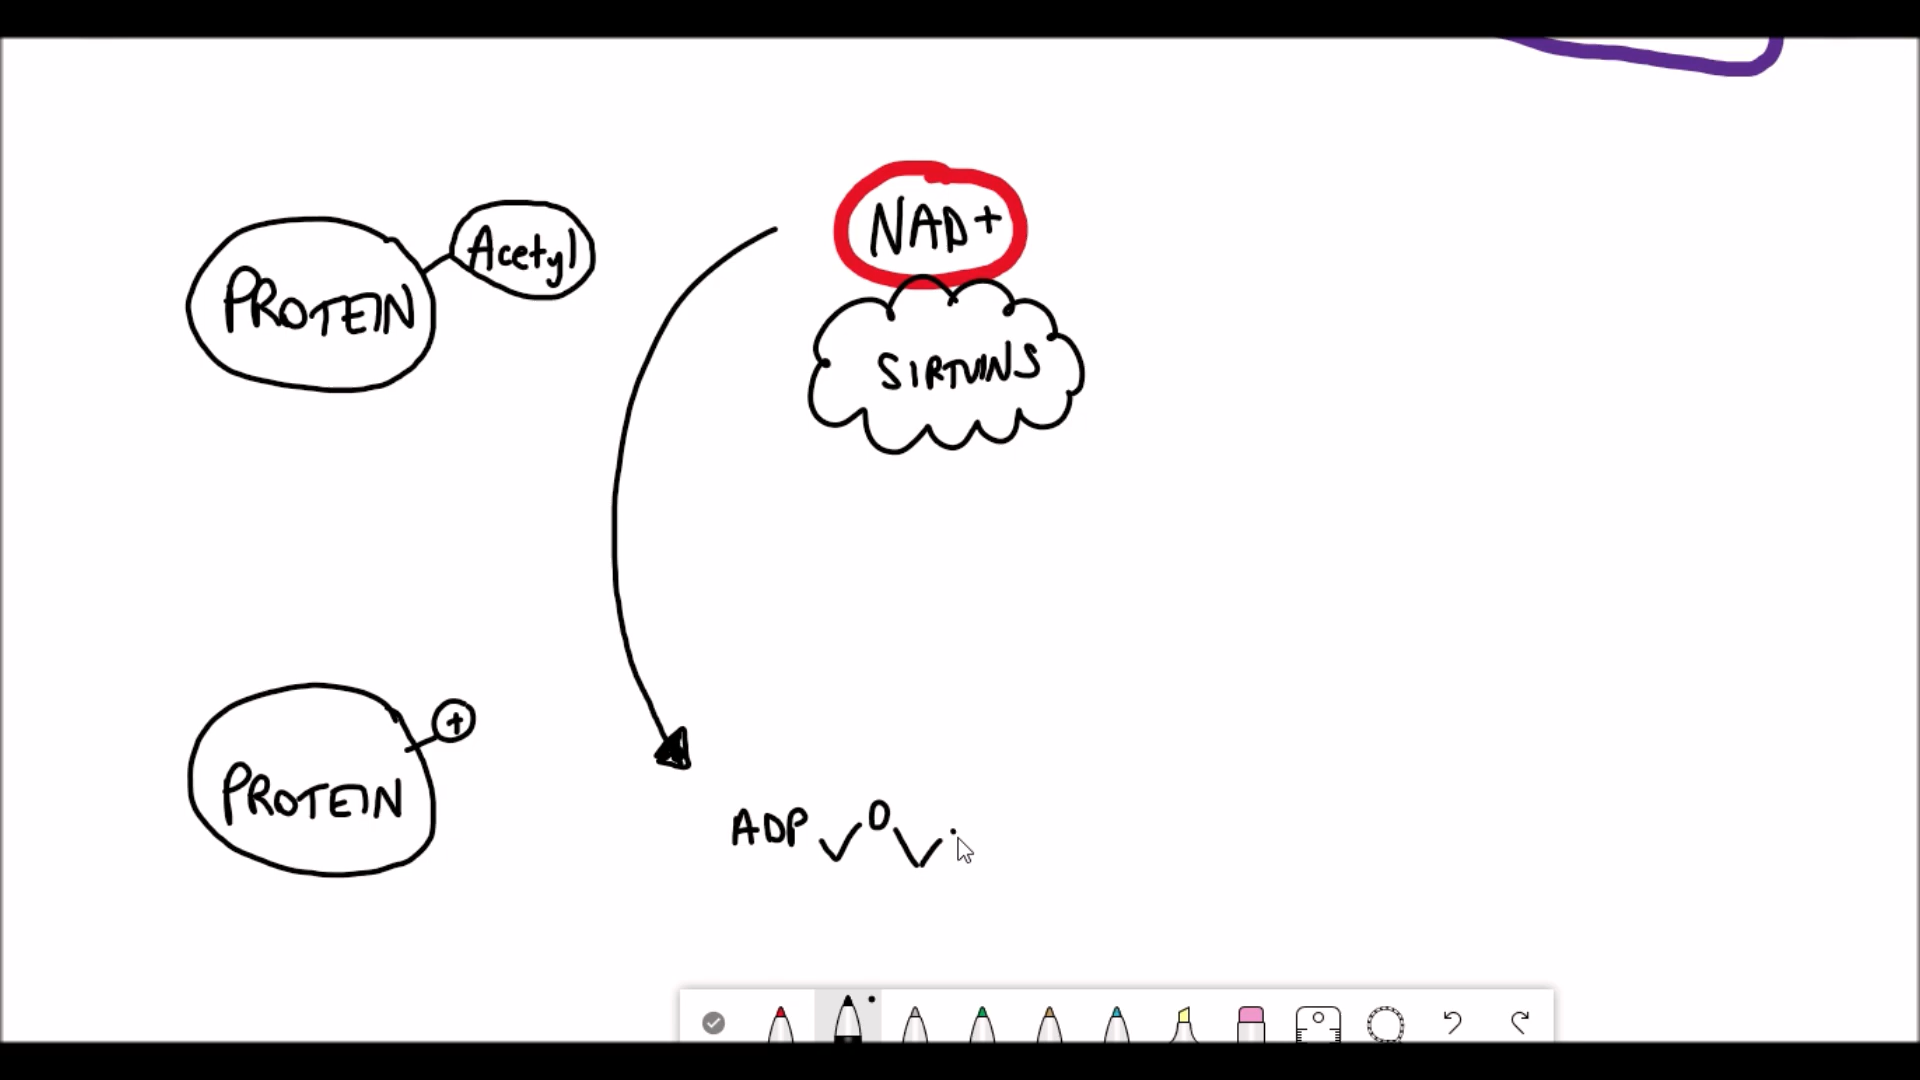 NAD+
Acetyl
PROTEIN
SIRTUINS
+
PROTEIN
ADP O